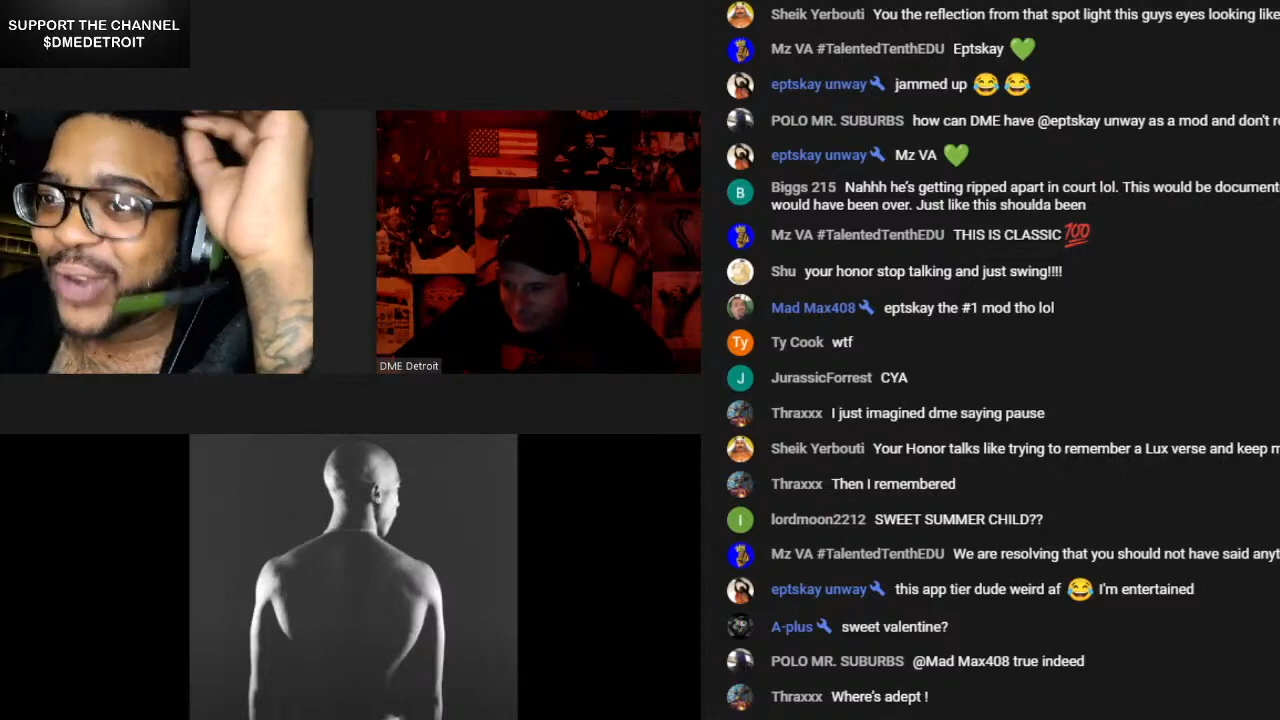 SUPPORT THE CHANNEL
$DMEDETROIT
DME Detroit
Sheik Yerbouti You the reflection from that spot light this guys eyes looking like
Mz VA #TalentedTenthEDU Eptskay 💚
eptskay unway jammed up 😂 😂
POLO MR. SUBURBS how can DME have @eptskay unway as a mod and don't r
eptskay unway Mz VA 💚
B
Biggs 215 Nahhh he's getting ripped apart in court lol. This would be document
would have been over. Just like this shoulda been
Mz VA #TalentedTenthEDU THIS IS CLASSIC 💯
Shu your honor stop talking and just swing!!!!
Mad Max408 eptskay the #1 mod tho lol
Ty
Ty Cook wtf
J
JurassicForrest CYA
Thraxxx I just imagined dme saying pause
Sheik Yerbouti Your Honor talks like trying to remember a Lux verse and keep m
Thraxxx Then I remembered
l
lordmoon2212 SWEET SUMMER CHILD??
Mz VA #TalentedTenthEDU We are resolving that you should not have said anyt
eptskay unway this app tier dude weird af 😂 I'm entertained
A-plus sweet valentine?
POLO MR. SUBURBS @Mad Max408 true indeed
Thraxxx Where's adept !